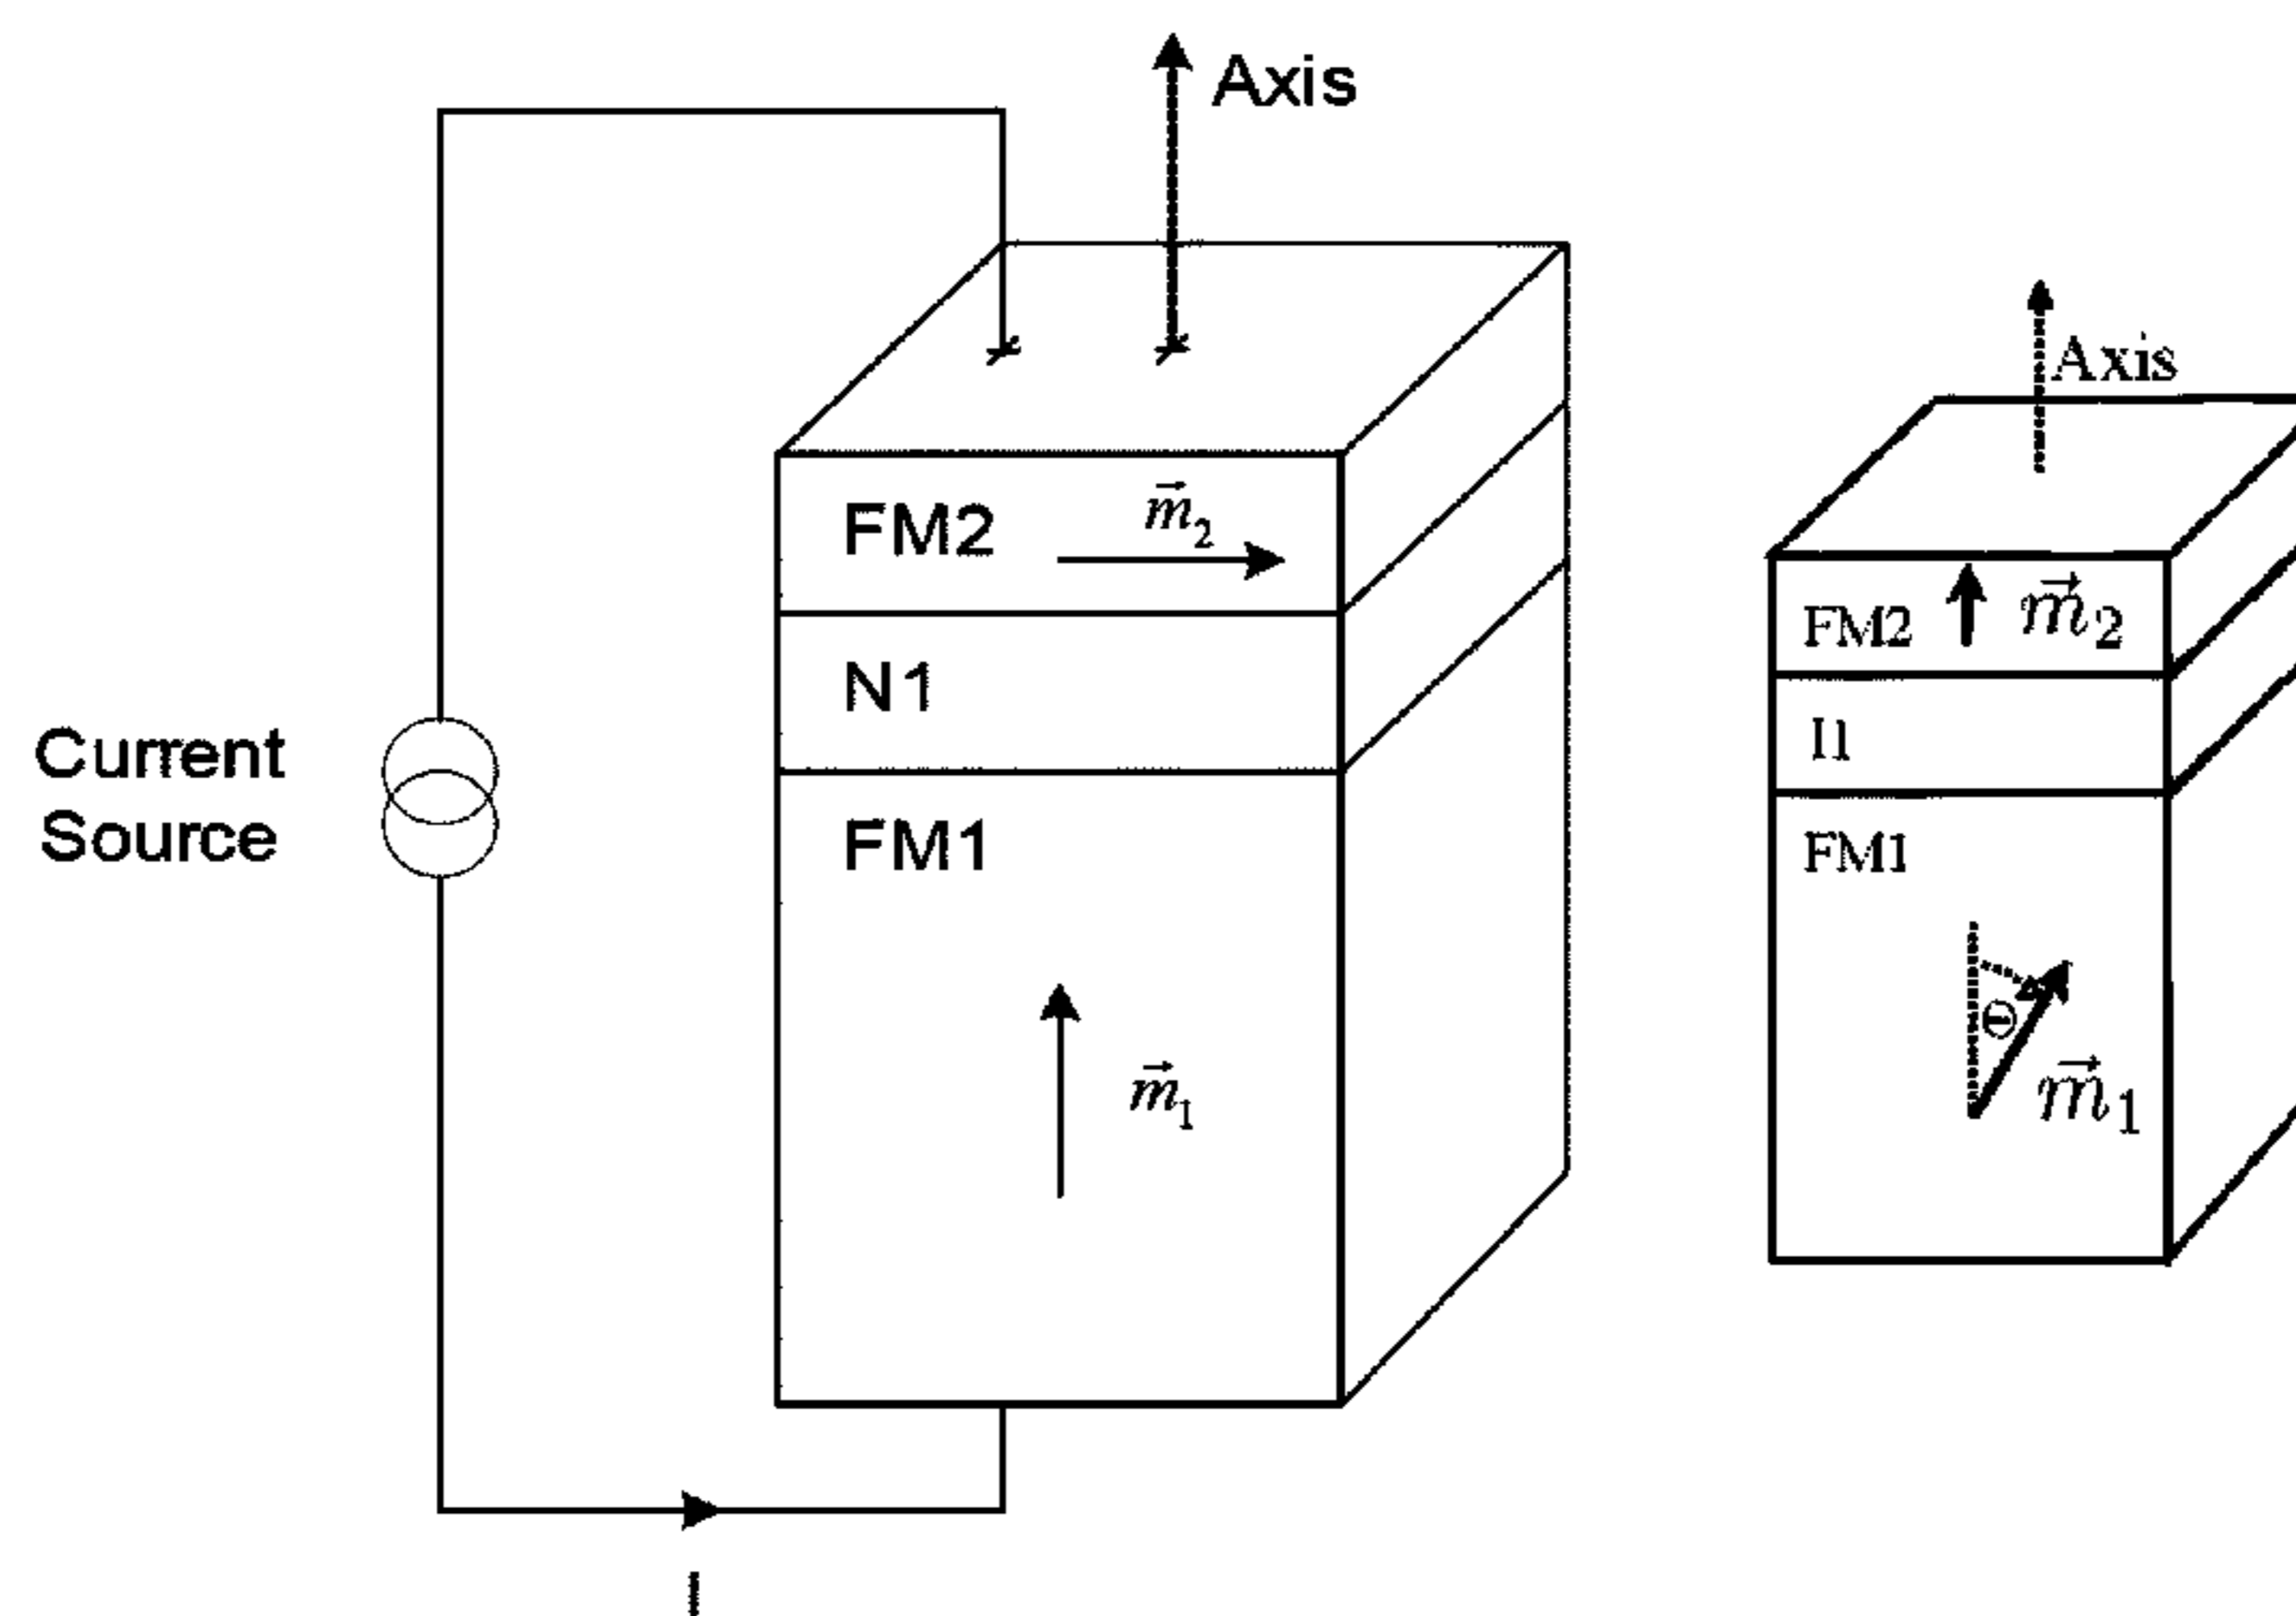 Axis
Current
Source
FM2
m⃗₂
N1
FM1
m⃗₁
I
Axis
FM2
m⃗₂
I1
FM1
Θ
m⃗₁